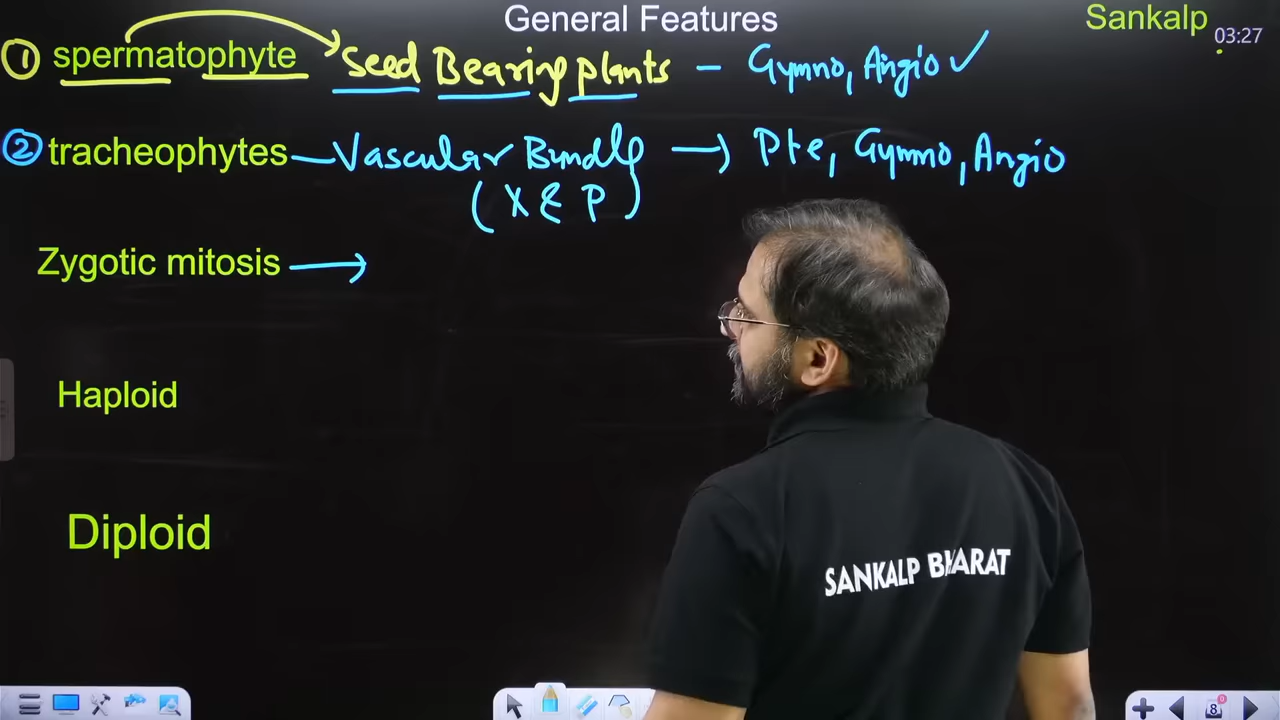 General Features
Sankalp
03:27
① spermatophyte Seed Bearing plants - Gymno, Angio ✓
② tracheophytes — Vascular Bundle → Pte, Gymno, Angio
(X & P)
Zygotic mitosis →
Haploid
Diploid
SANKALP BHARAT
8